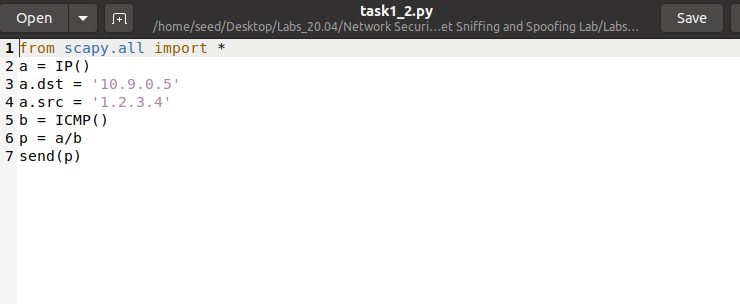 Open
task1_2.py
/home/seed/Desktop/Labs_20.04/Network Securi...et Sniffing and Spoofing Lab/Labs...
Save
1 from scapy.all import *
2 a = IP()
3 a.dst = '10.9.0.5'
4 a.src = '1.2.3.4'
5 b = ICMP()
6 p = a/b
7 send(p)